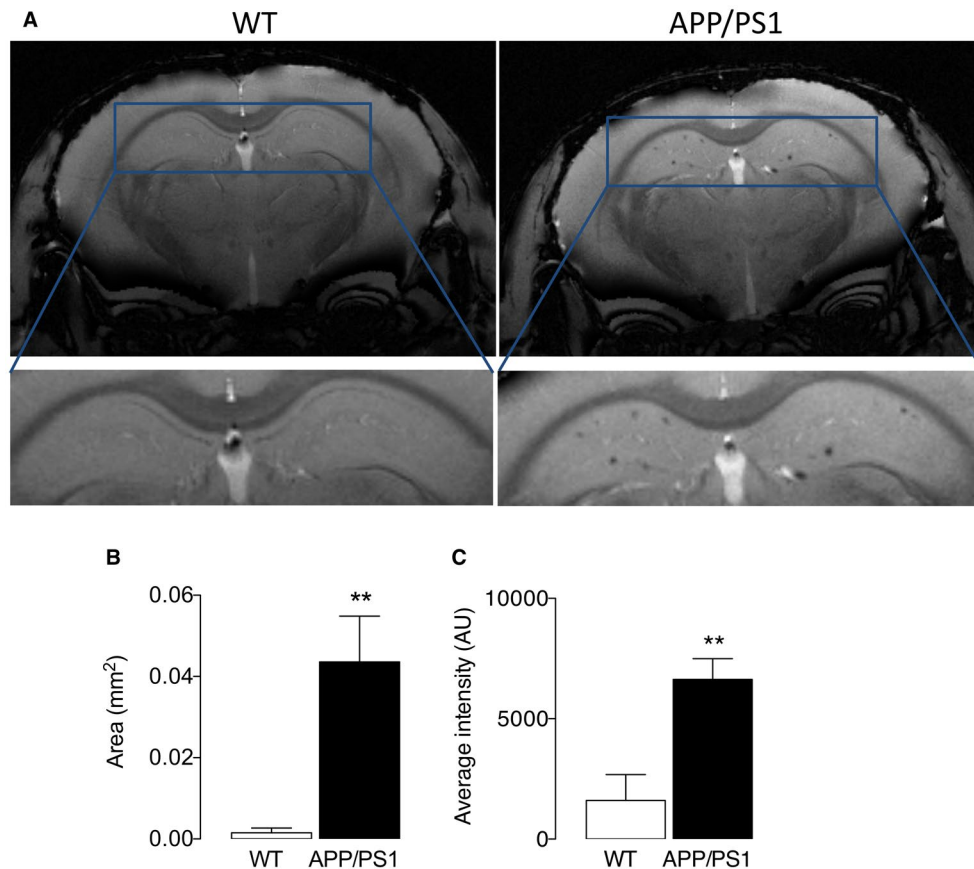 A
WT
APP/PS1
B
C
Area (mm²)
0.06
0.04
0.02
0.00
**
WT
APP/PS1
Average intensity (AU)
10000
5000
0
**
WT
APP/PS1